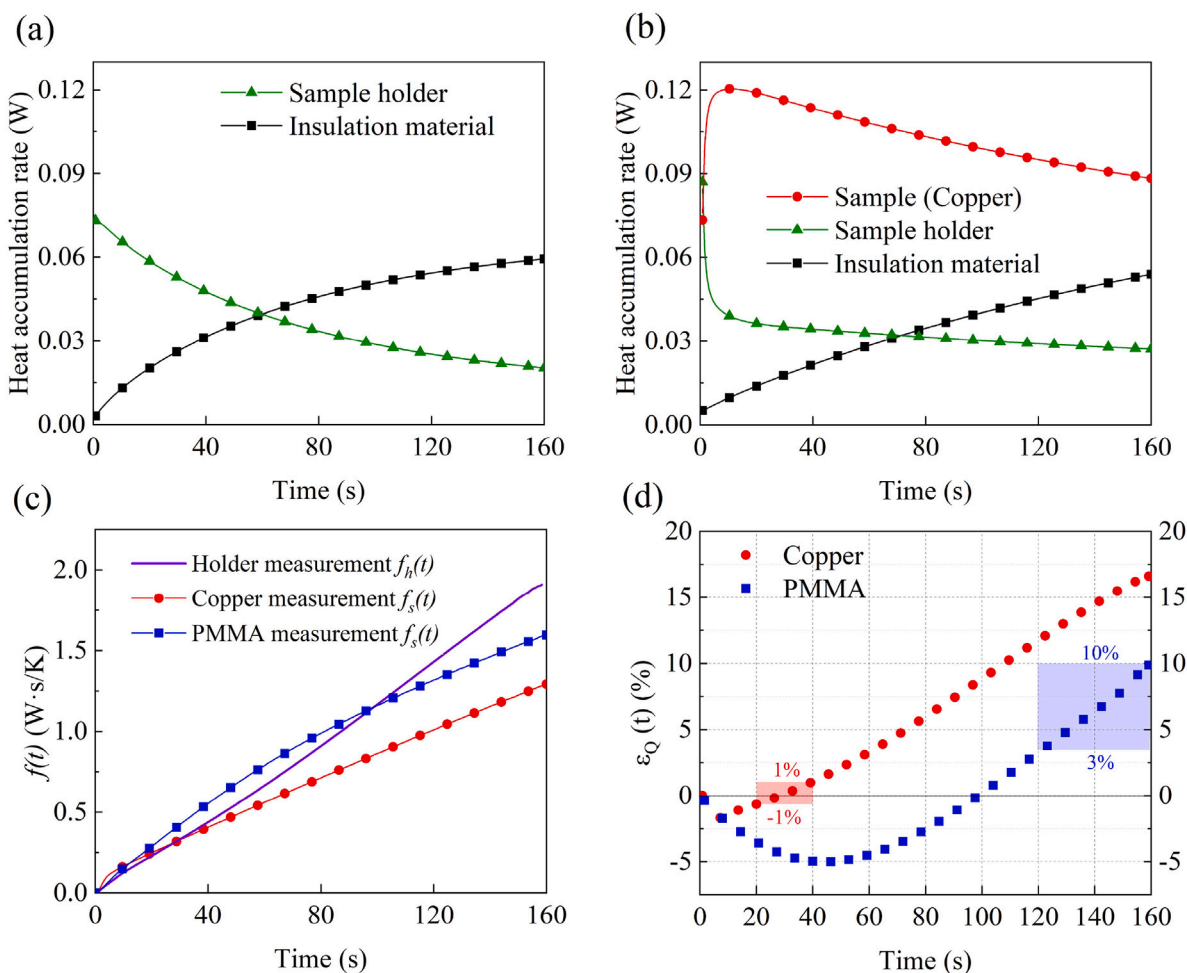 (a)
Heat accumulation rate (W)
0.12
0.09
0.06
0.03
0.00
Sample holder
Insulation material
0 40 80 120 160
Time (s)
(b)
Heat accumulation rate (W)
0.12
0.09
0.06
0.03
0.00
Sample (Copper)
Sample holder
Insulation material
0 40 80 120 160
Time (s)
(c)
f(t) (W·s/K)
2.0
1.5
1.0
0.5
0.0
Holder measurement f_h(t)
Copper measurement f_s(t)
PMMA measurement f_s(t)
0 40 80 120 160
Time (s)
(d)
ε_Q (t) (%)
20
15
10
5
0
-5
Copper
PMMA
1%
-1%
10%
3%
20
15
10
5
0
-5
0 20 40 60 80 100 120 140 160
Time (s)